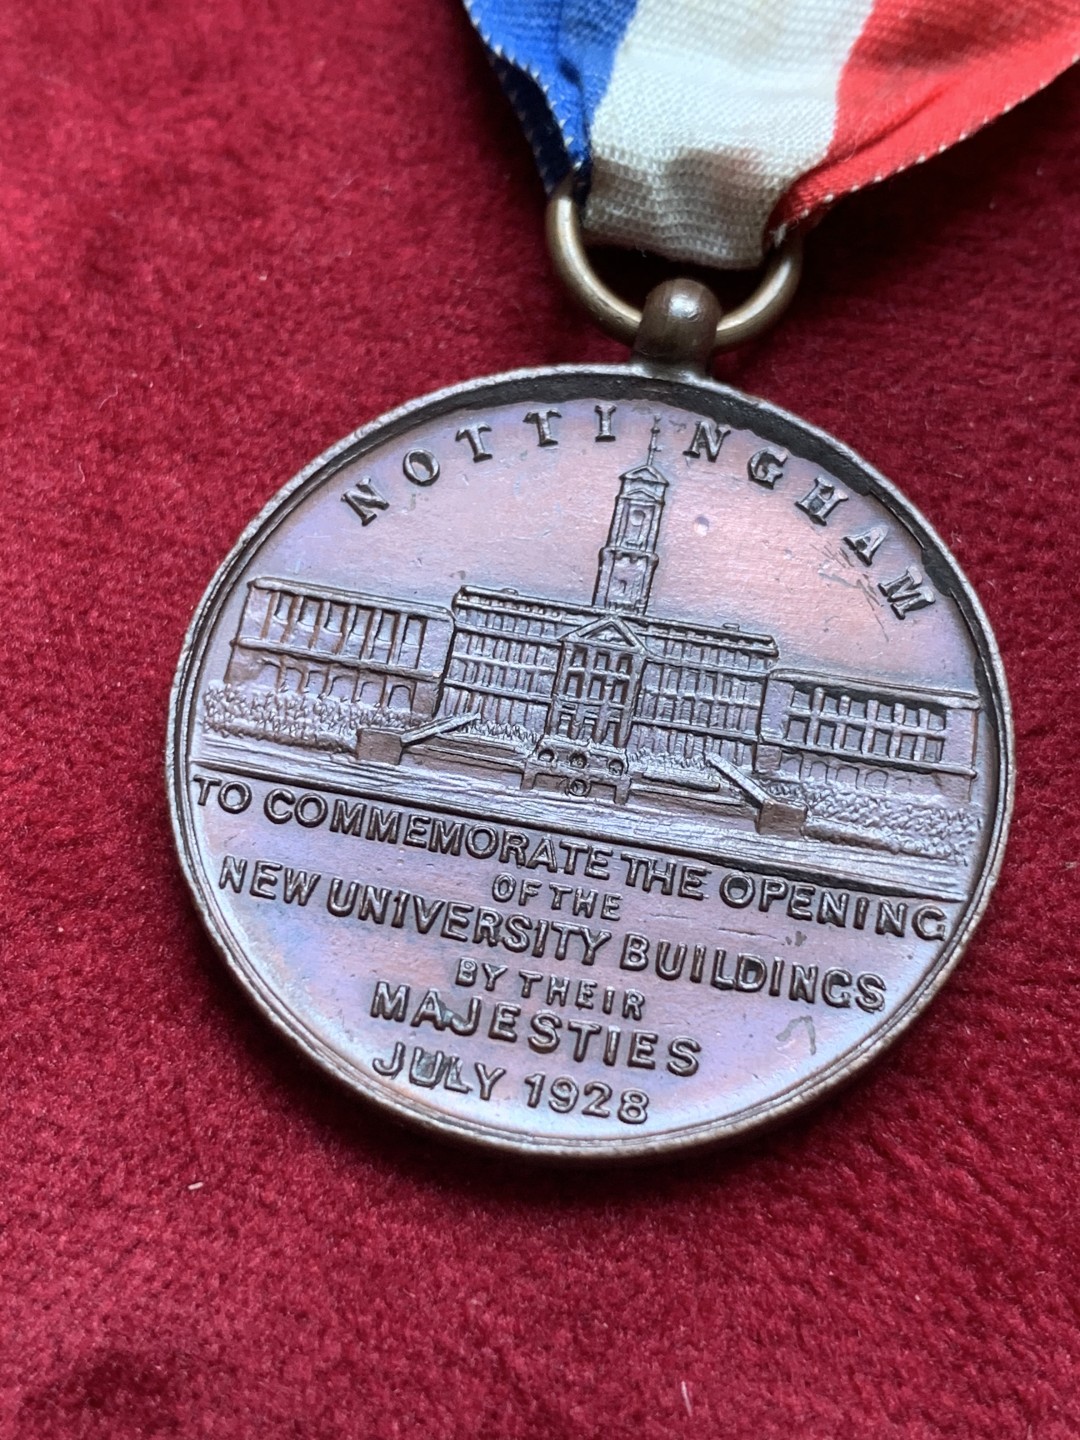 NOTTINGHAM
TO COMMEMORATE THE OPENING
OF THE
NEW UNIVERSITY BUILDINGS
BY THEIR
MAJESTIES
JULY 1928